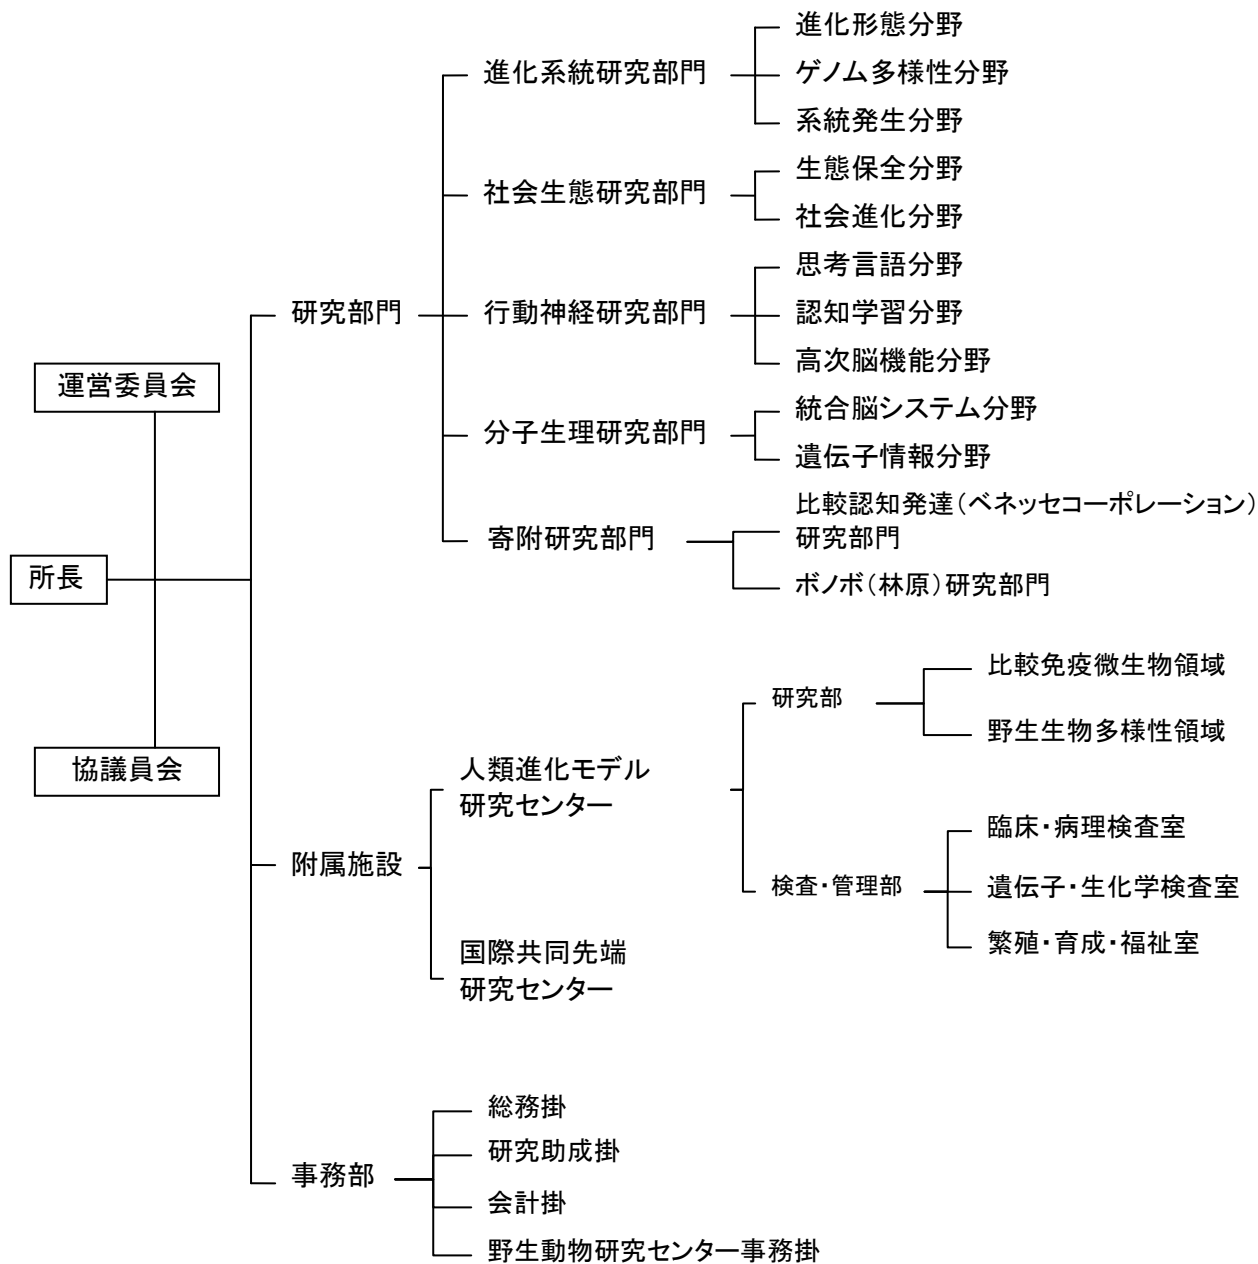 進化形態分野
進化系統研究部門
ゲノム多様性分野
系統発生分野
生態保全分野
社会生態研究部門
社会進化分野
思考言語分野
研究部門
行動神経研究部門
認知学習分野
高次脳機能分野
運営委員会
統合脳システム分野
分子生理研究部門
遺伝子情報分野
比較認知発達（ベネッセコーポレーション）
研究部門
寄附研究部門
ボノボ（林原）研究部門
所長
比較免疫微生物領域
研究部
野生生物多様性領域
協議員会
人類進化モデル
研究センター
臨床・病理検査室
附属施設
検査・管理部
遺伝子・生化学検査室
繁殖・育成・福祉室
国際共同先端
研究センター
総務掛
研究助成掛
事務部
会計掛
野生動物研究センター事務掛